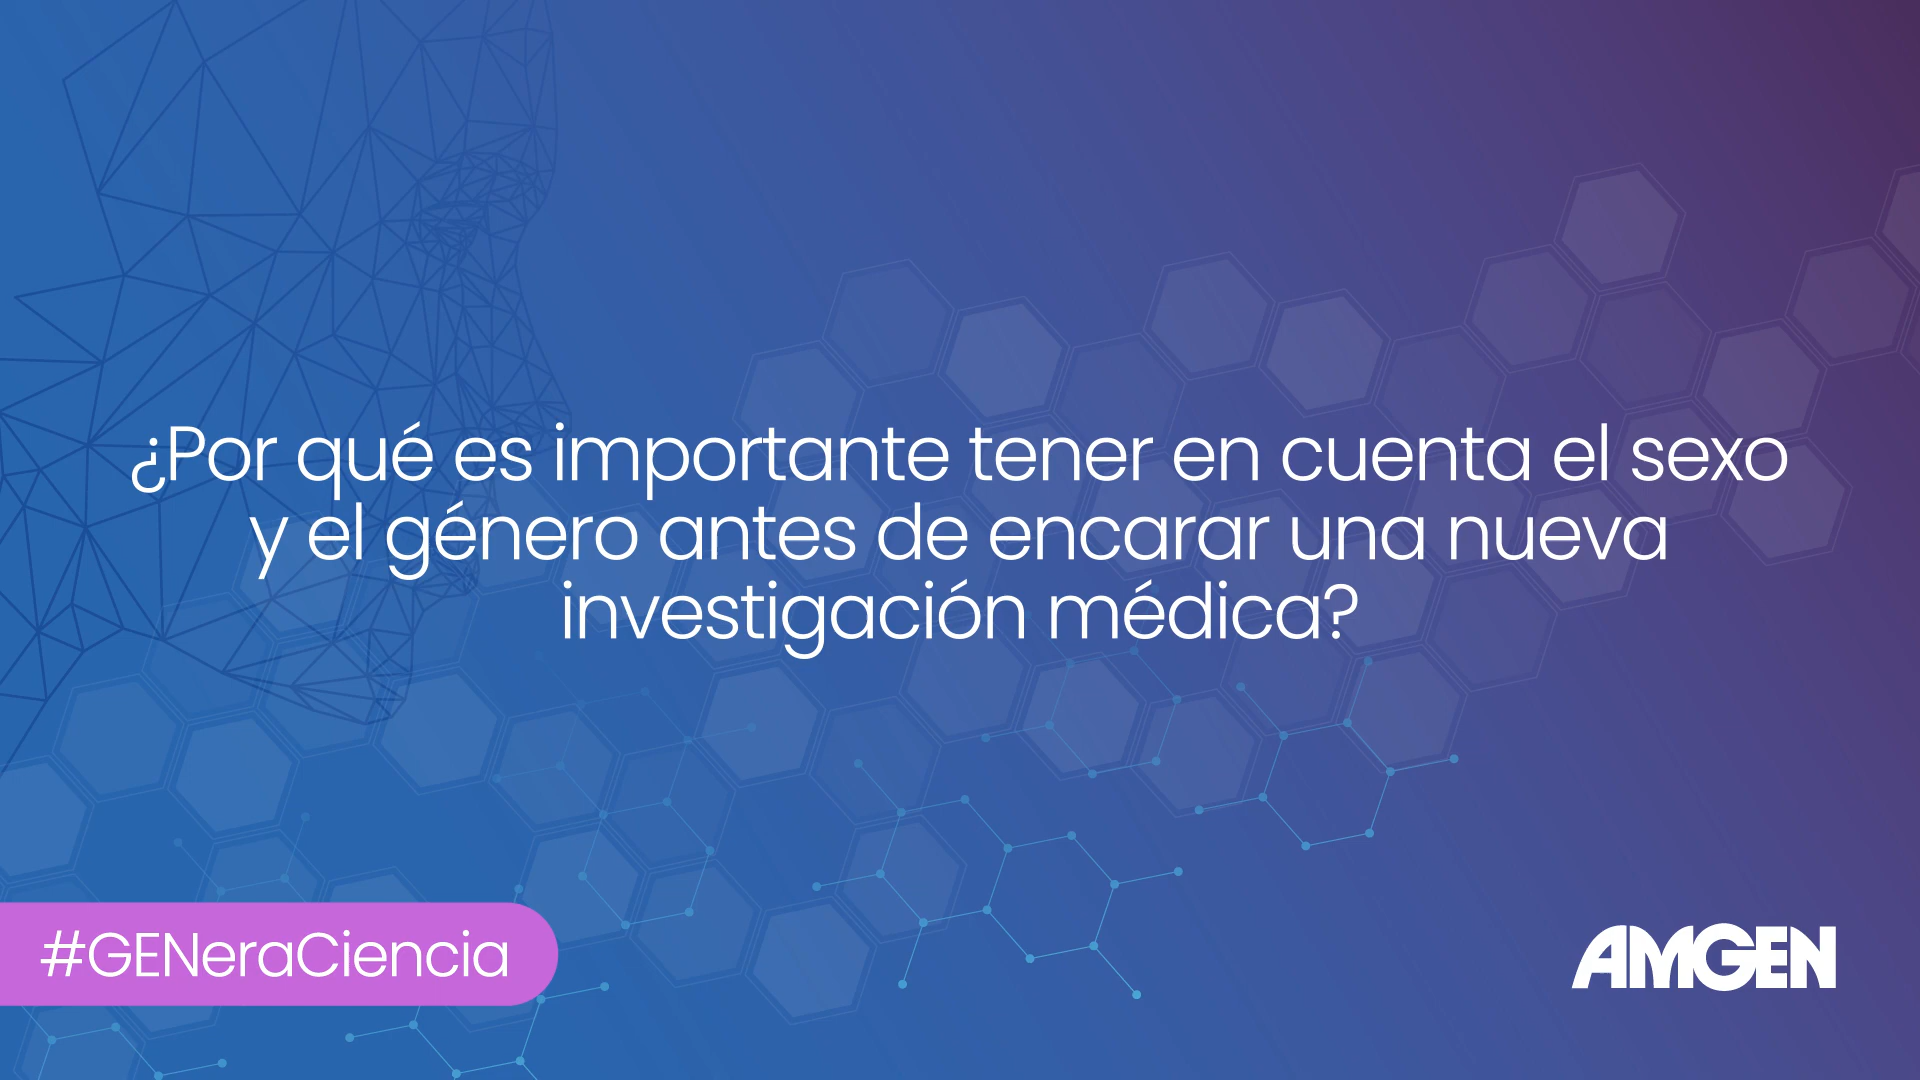 ¿Por qué es importante tener en cuenta el sexo
y el género antes de encarar una nueva
investigación médica?
#GENeraCiencia
AMGEN